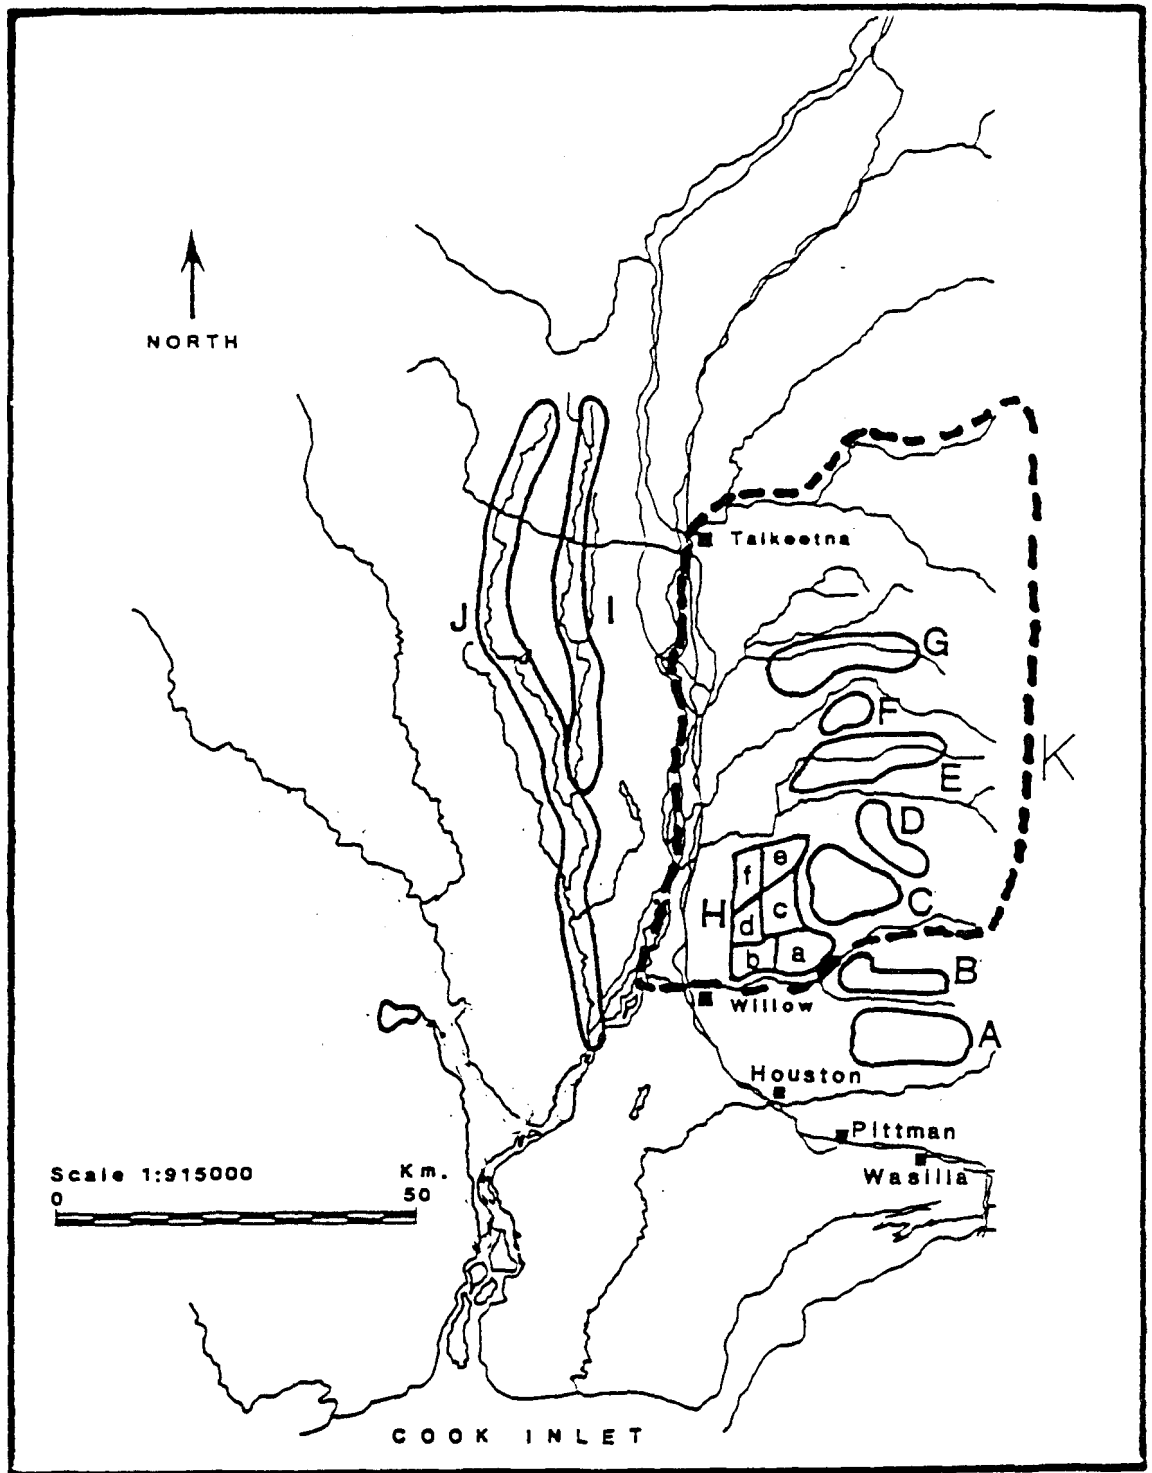 NORTH
Talkeetna
J
I
G
F
K
E
D
e
f
C
H
c
d
a
b
B
Willow
A
Houston
Pittman
Scale 1:915000
Km.
Wasilla
0
50
COOK INLET